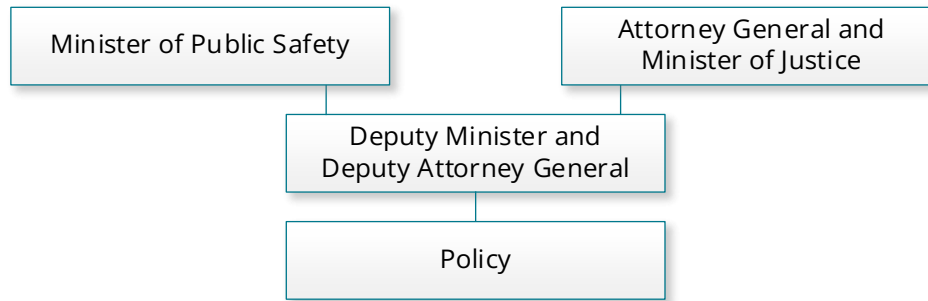 Minister of Public Safety
Attorney General and
Minister of Justice
Deputy Minister and
Deputy Attorney General
Policy